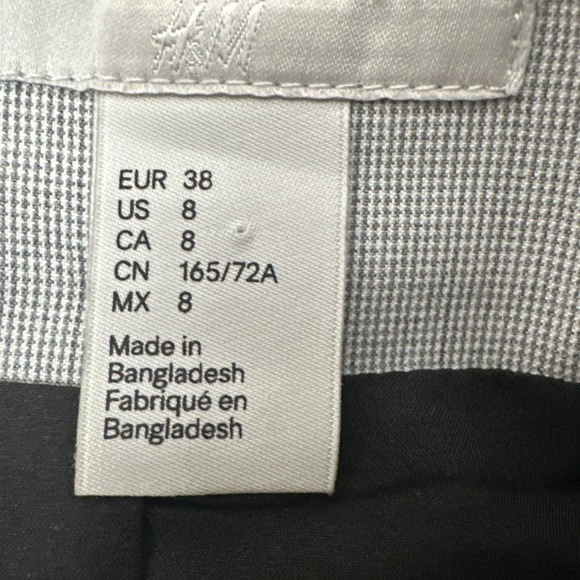 H&M
EUR 38
US 8
CA 8
CN 165/72A
MX 8
Made in
Bangladesh
Fabriqué en
Bangladesh